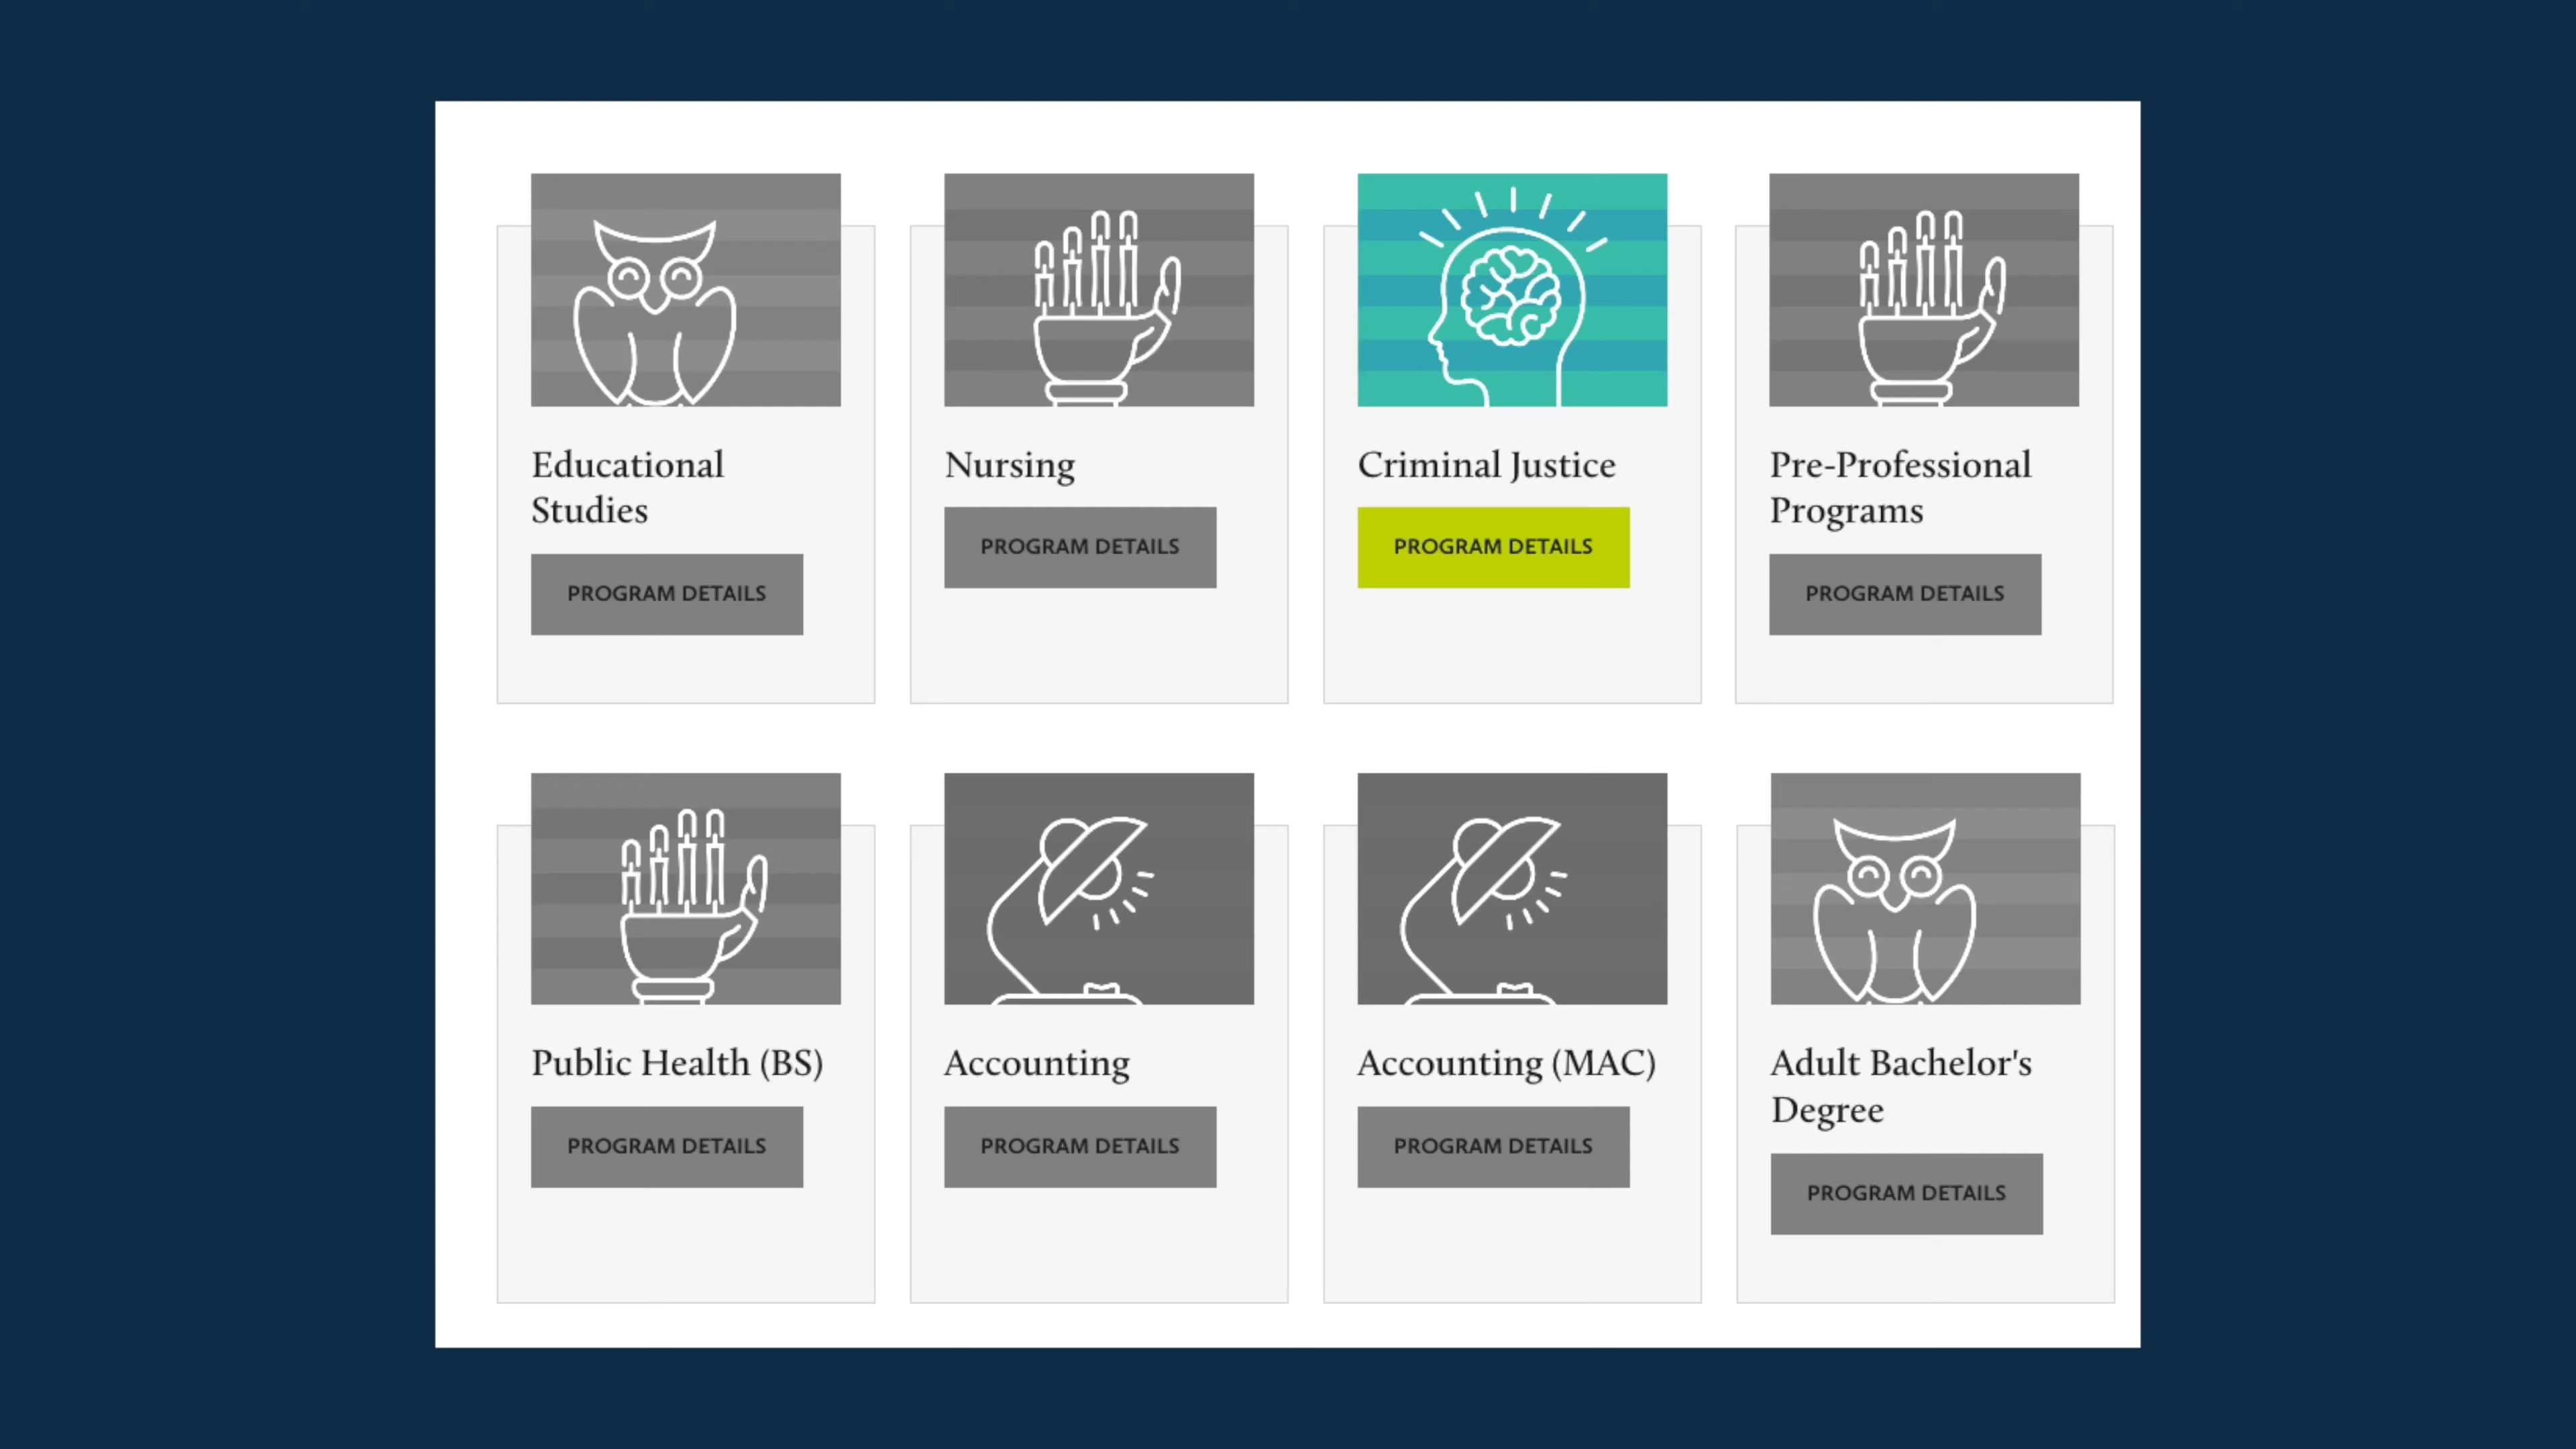 Educational
Studies
PROGRAM DETAILS
Nursing
PROGRAM DETAILS
Criminal Justice
PROGRAM DETAILS
Pre-Professional
Programs
PROGRAM DETAILS
Public Health (BS)
PROGRAM DETAILS
Accounting
PROGRAM DETAILS
Accounting (MAC)
PROGRAM DETAILS
Adult Bachelor's
Degree
PROGRAM DETAILS